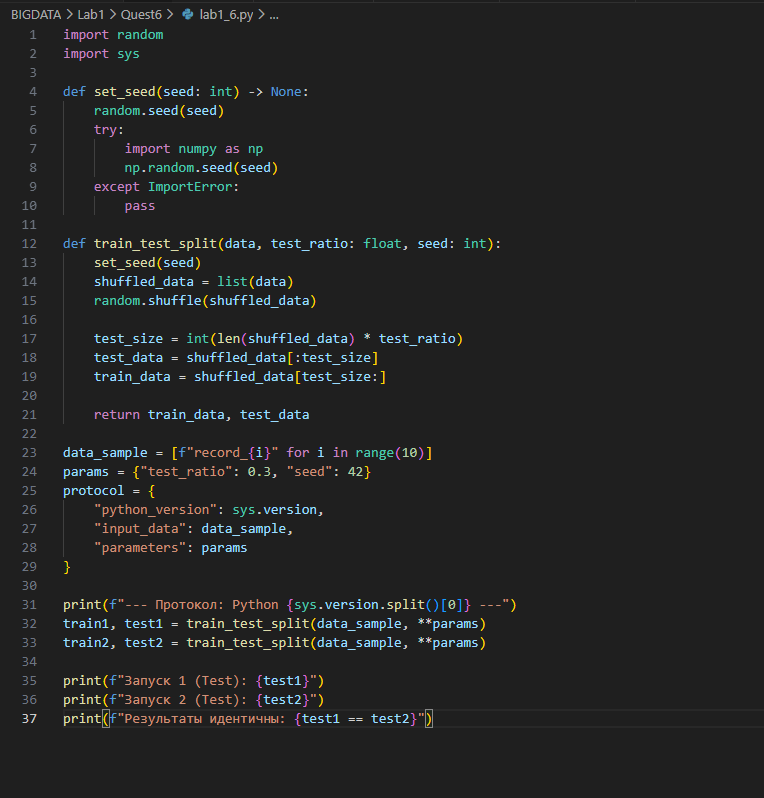 BIGDATA > Lab1 > Quest6 > lab1_6.py > ...
1 import random
2 import sys
3
4 def set_seed(seed: int) -> None:
5     random.seed(seed)
6     try:
7         import numpy as np
8         np.random.seed(seed)
9     except ImportError:
10         pass
11
12 def train_test_split(data, test_ratio: float, seed: int):
13     set_seed(seed)
14     shuffled_data = list(data)
15     random.shuffle(shuffled_data)
16
17     test_size = int(len(shuffled_data) * test_ratio)
18     test_data = shuffled_data[:test_size]
19     train_data = shuffled_data[test_size:]
20
21     return train_data, test_data
22
23 data_sample = [f"record_{i}" for i in range(10)]
24 params = {"test_ratio": 0.3, "seed": 42}
25 protocol = {
26     "python_version": sys.version,
27     "input_data": data_sample,
28     "parameters": params
29 }
30
31 print(f"--- Протокол: Python {sys.version.split()[0]} ---")
32 train1, test1 = train_test_split(data_sample, **params)
33 train2, test2 = train_test_split(data_sample, **params)
34
35 print(f"Запуск 1 (Test): {test1}")
36 print(f"Запуск 2 (Test): {test2}")
37 print(f"Результаты идентичны: {test1 == test2}")